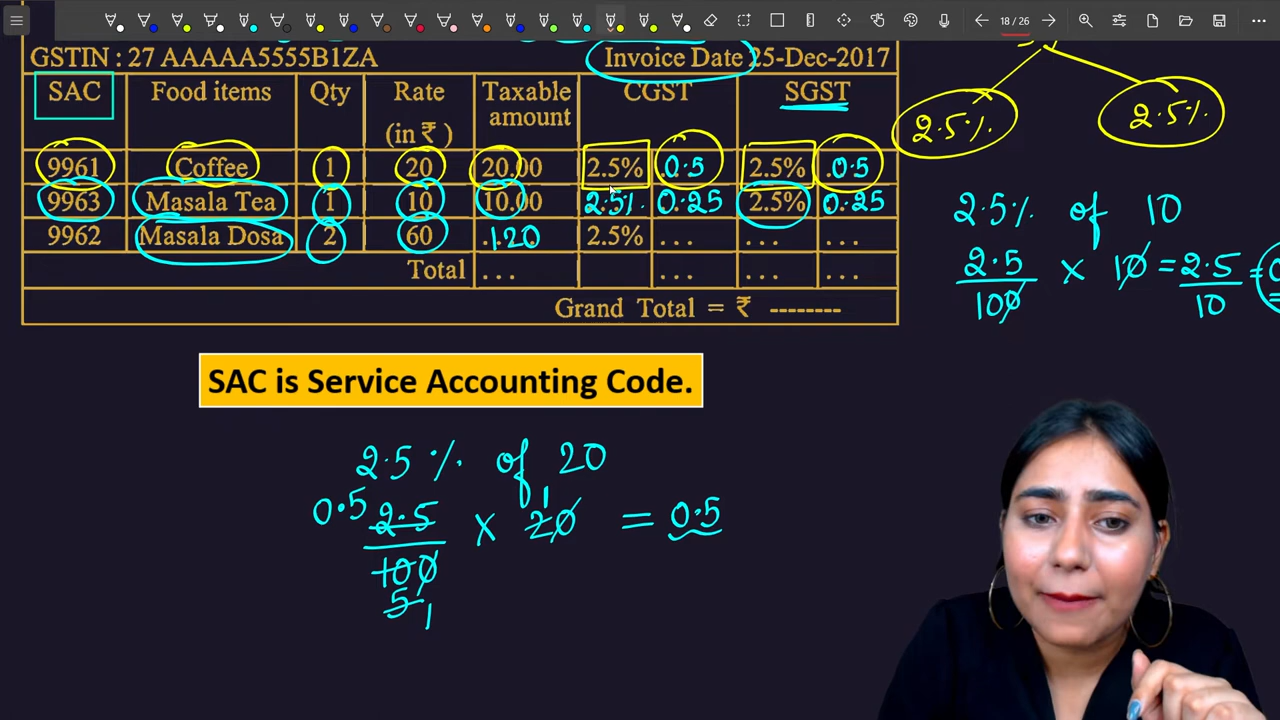 18 / 26
GSTIN : 27 AAAAA5555B1ZA Invoice Date 25-Dec-2017
SAC Food items Qty Rate (in ₹) Taxable amount CGST SGST
9961 Coffee 1 20 20.00 2.5% 0.5 2.5% 0.5
9963 Masala Tea 1 10 10.00 2.5% 0.25 2.5% 0.25
9962 Masala Dosa 2 60 120 2.5% ... ... ...
Total ... ... ...
Grand Total = ₹ --------
2.5% 2.5%
2.5% of 10
2.5/100 x 10 = 2.5/10 =
SAC is Service Accounting Code.
2.5 % of 20
0.5 2.5/100 x 20 1 = 0.5
5
1